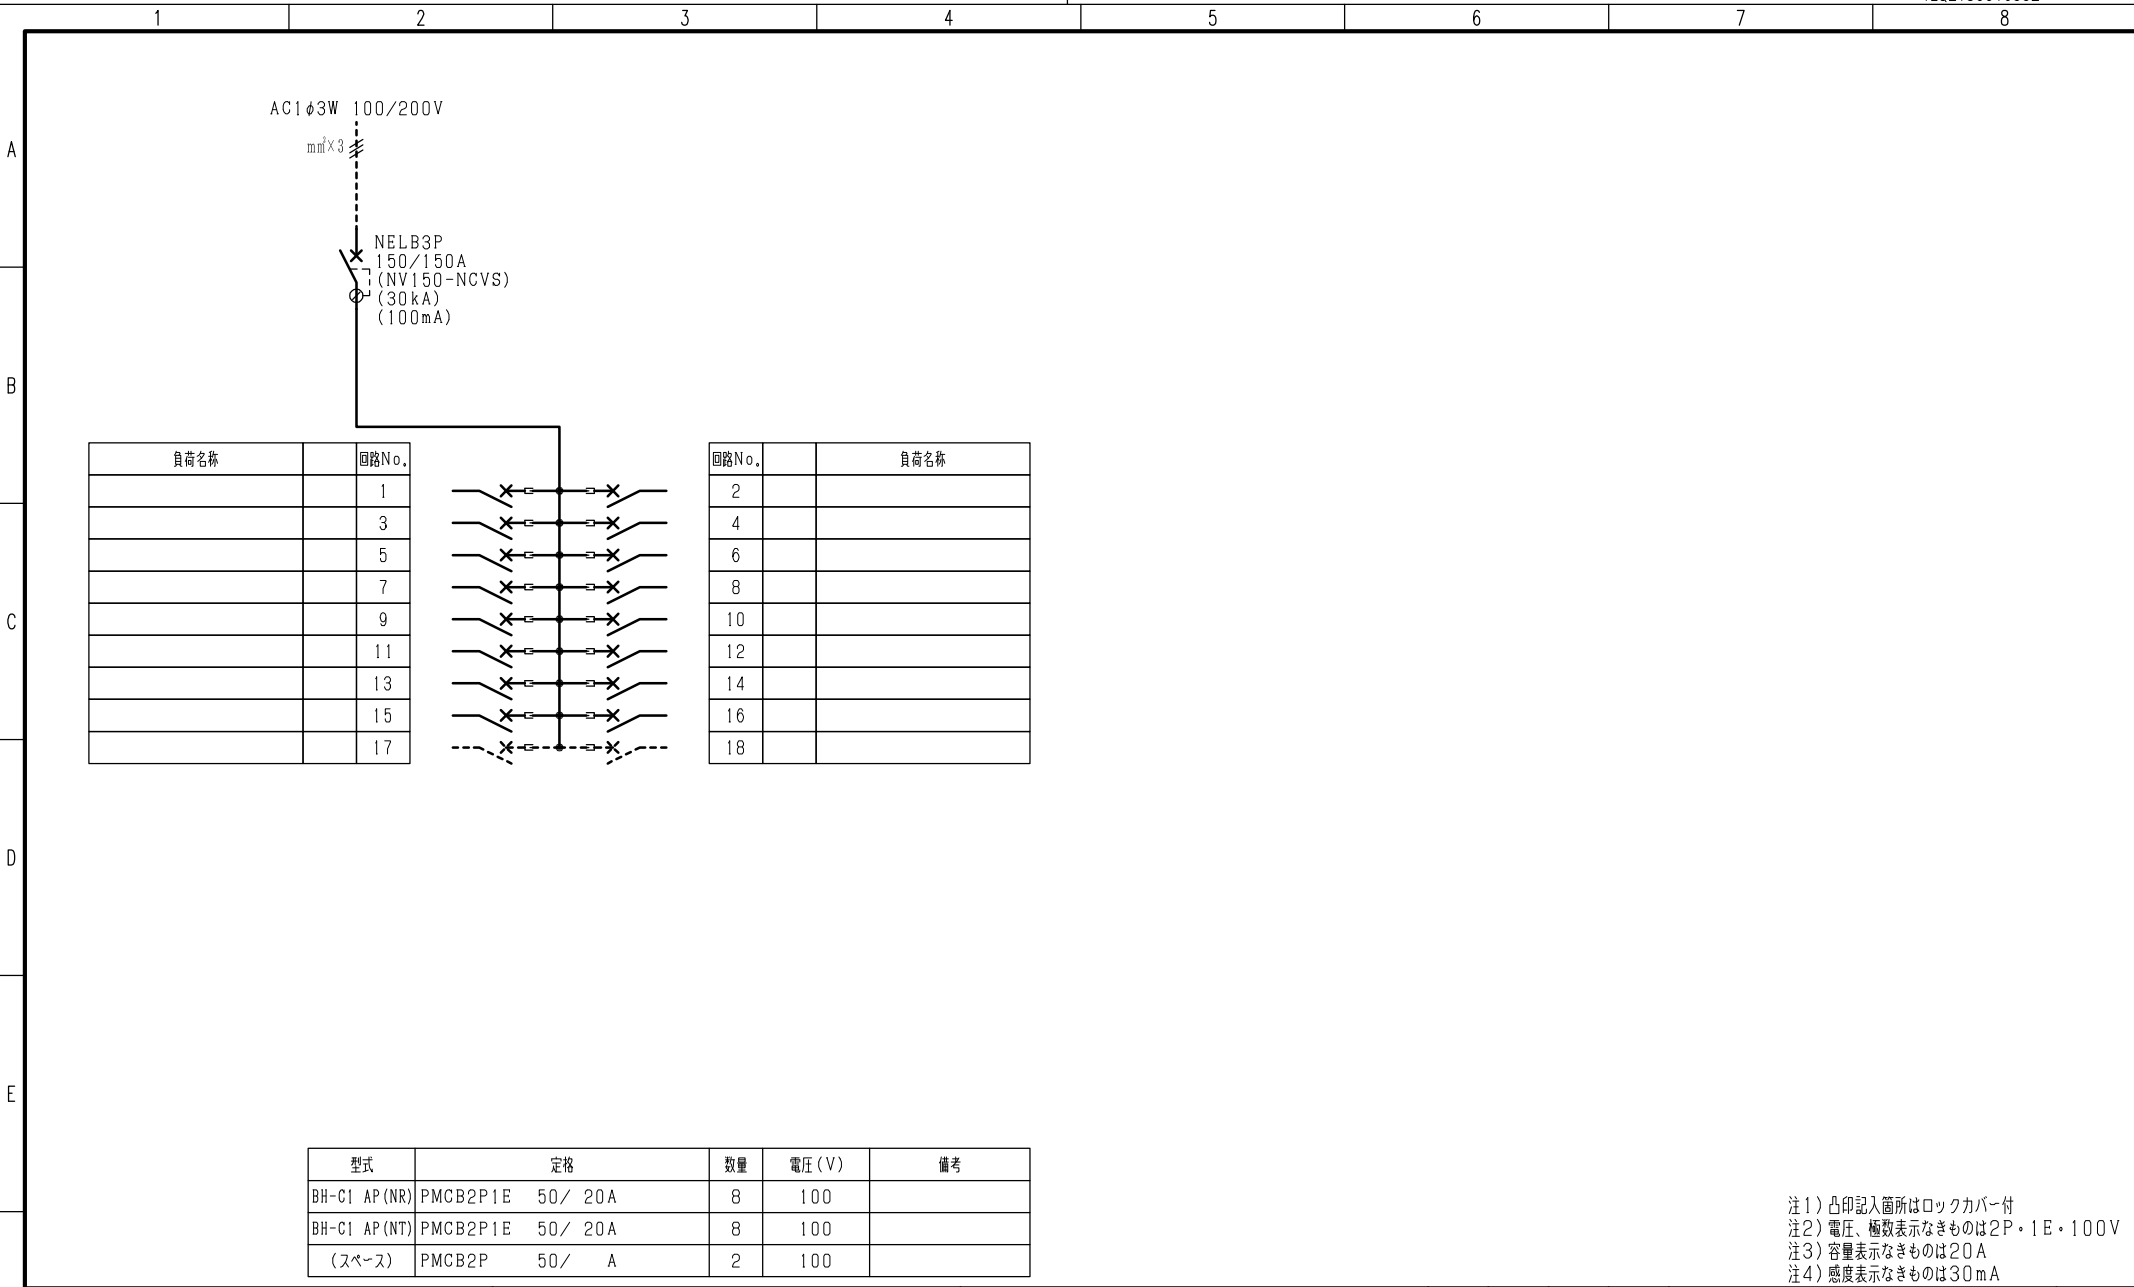 1 2 3 4 5 6 7 8
A
B
C
D
E
AC1φ3W 100/200V
mm²×3
NELB3P
150/150A
(NV150-NCVS)
(30kA)
(100mA)
負荷名称 回路No. 回路No. 負荷名称
1 2
3 4
5 6
7 8
9 10
11 12
13 14
15 16
17 18
型式 定格 数量 電圧(V) 備考
BH-C1 AP(NR) PMCB2P1E 50/ 20A 8 100
BH-C1 AP(NT) PMCB2P1E 50/ 20A 8 100
(スペース) PMCB2P 50/ A 2 100
注1)凸印記入箇所はロックカバー付
注2)電圧、極数表示なきものは2P・1E・100V
注3)容量表示なきものは20A
注4)感度表示なきものは30mA